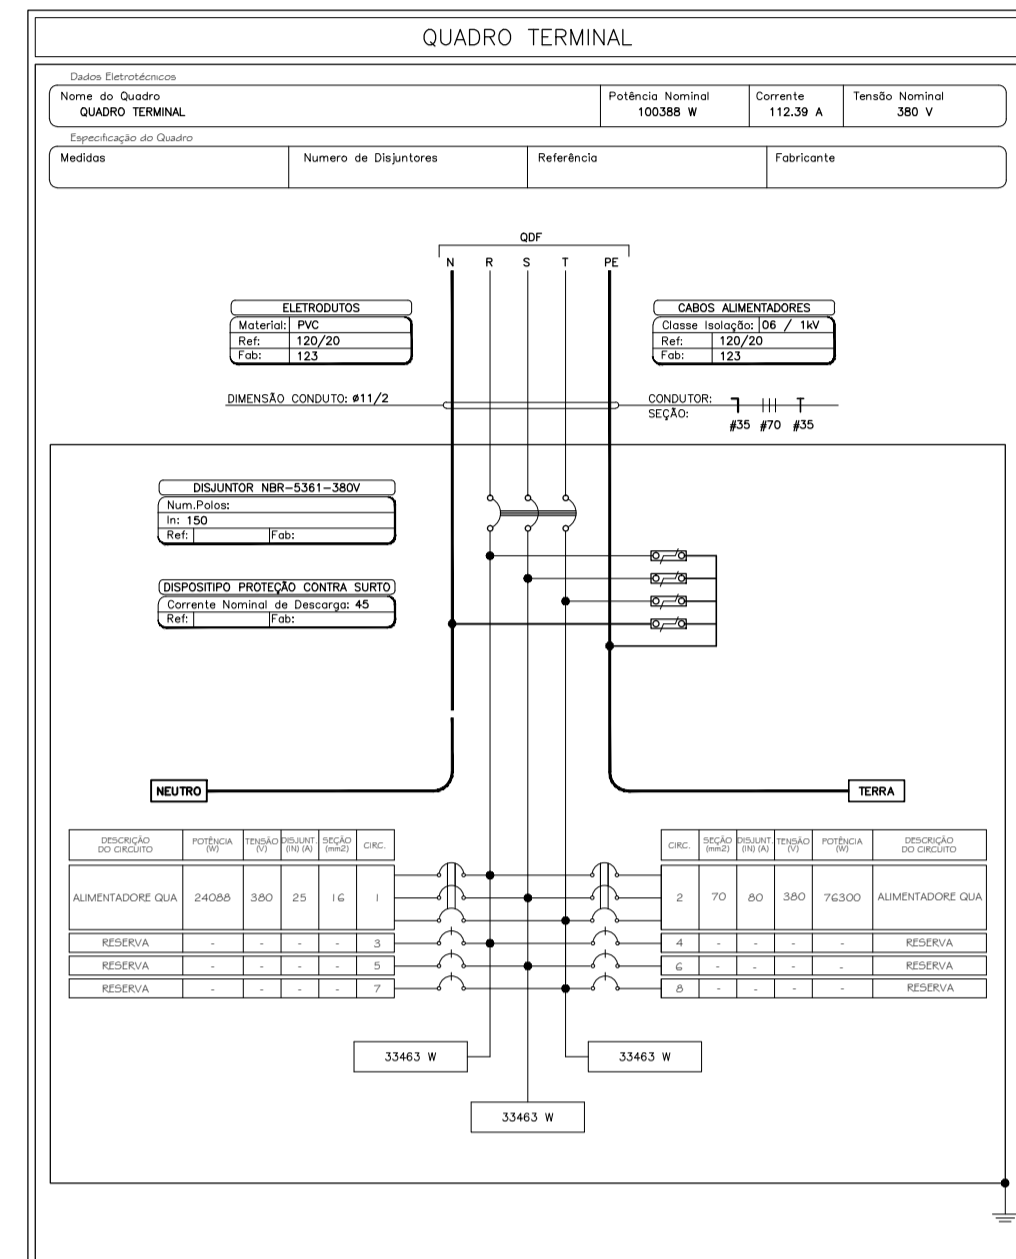 QUADRO TERMINAL
Dados Eletrotécnicos
Nome do Quadro
QUADRO TERMINAL
Potência Nominal
100388 W
Corrente
112.39 A
Tensão Nominal
380 V
Especificação do Quadro
Medidas
Numero de Disjuntores
Referência
Fabricante
QDF
N R S T PE
ELETRODUTOS
Material: PVC
Ref: 120/20
Fab: 123
CABOS ALIMENTADORES
Classe Isolação: 06 / 1kV
Ref: 120/20
Fab: 123
DIMENSÃO CONDUTO: ø11/2
CONDUTOR:
SEÇÃO:
#35 #70 #35
DISJUNTOR NBR-5361-380V
Num.Polos:
In: 150
Ref: Fab:
DISPOSITIPO PROTEÇÃO CONTRA SURTO
Corrente Nominal de Descarga: 45
Ref: Fab:
NEUTRO
TERRA
DESCRIÇÃO DO CIRCUITO POTÊNCIA (W) TENSÃO (V) DISJUNT. (IN) (A) SEÇÃO (mm2) CIRC.
ALIMENTADORE QUA 24088 380 25 16 1
RESERVA - - - - 3
RESERVA - - - - 5
RESERVA - - - - 7
CIRC. SEÇÃO (mm2) DISJUNT. (IN) (A) TENSÃO (V) POTÊNCIA (W) DESCRIÇÃO DO CIRCUITO
2 70 80 380 76300 ALIMENTADORE QUA
4 - - - - RESERVA
6 - - - - RESERVA
8 - - - - RESERVA
33463 W
33463 W
33463 W